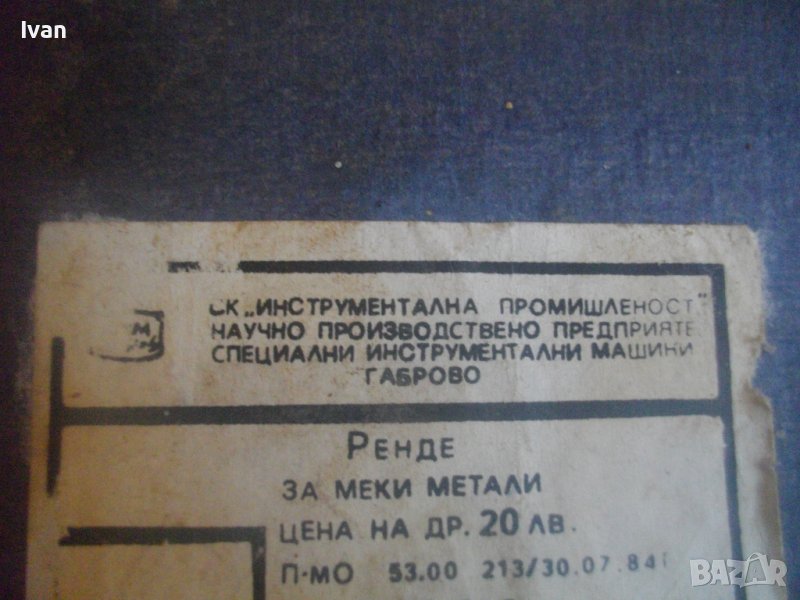 Ivan
СК „ИНСТРУМЕНТАЛНА ПРОМИШЛЕНОСТ"
НАУЧНО ПРОИЗВОДСТВЕНО ПРЕДПРИЯТЕ
СПЕЦИАЛНИ ИНСТРУМЕНТАЛНИ МАШИНИ
ГАБРОВО
РЕНДЕ
ЗА МЕКИ МЕТАЛИ
ЦЕНА НА ДР. 20 ЛВ.
П-МО 53.00 213/30.07.84
BAZAR